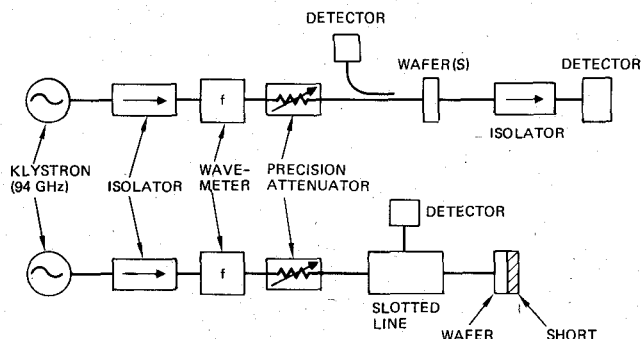 DETECTOR
WAFER(S)
DETECTOR
f
ISOLATOR
KLYSTRON
(94 GHz)
ISOLATOR
WAVE-
METER
PRECISION
ATTENUATOR
DETECTOR
f
SLOTTED
LINE
WAFER
SHORT